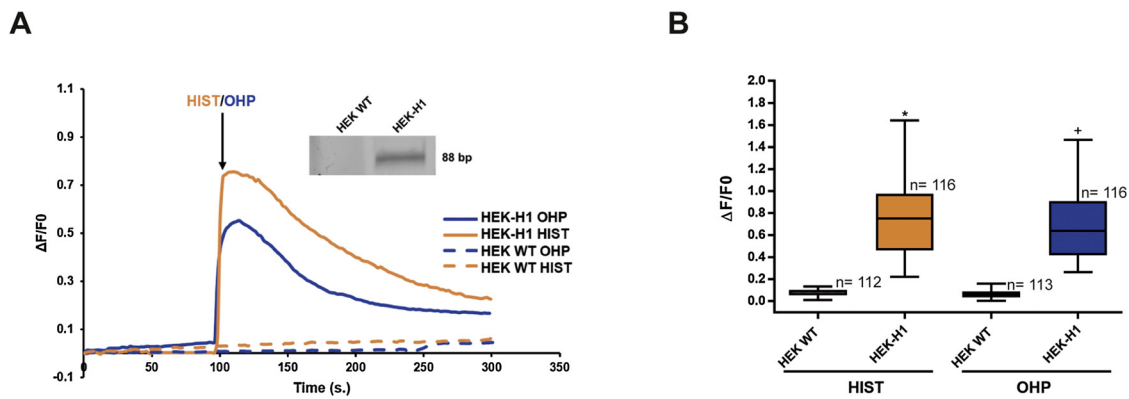 A
1.1
0.9
0.7
0.5
0.3
0.1
-0.1
ΔF/F0
0
50
100
150
200
250
300
350
Time (s.)
HIST/OHP
HEK WT
HEK-H1
88 bp
HEK-H1 OHP
HEK-H1 HIST
HEK WT OHP
HEK WT HIST
B
2.0
1.8
1.6
1.4
1.2
1.0
0.8
0.6
0.4
0.2
0.0
ΔF/F0
*
+
n= 112
n= 116
n= 113
n= 116
HEK WT
HEK-H1
HEK WT
HEK-H1
HIST
OHP